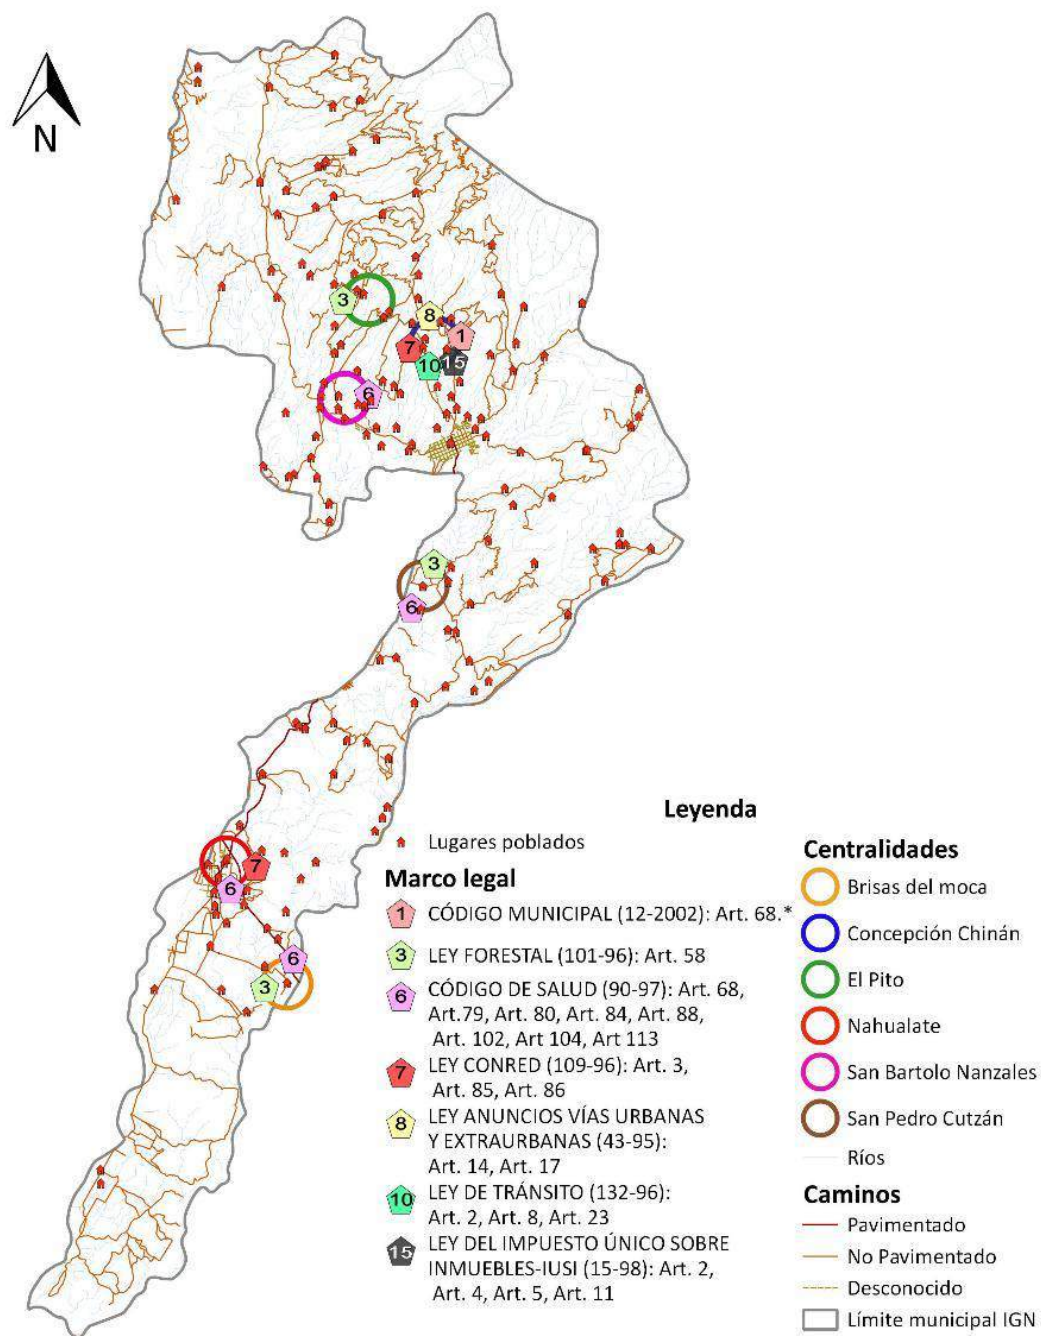 N
3
8
1
7
10
15
6
3
6
7
6
6
3
Leyenda
Lugares poblados
Marco legal
1 CÓDIGO MUNICIPAL (12-2002): Art. 68.*
3 LEY FORESTAL (101-96): Art. 58
6 CÓDIGO DE SALUD (90-97): Art. 68,
Art.79, Art. 80, Art. 84, Art. 88,
Art. 102, Art 104, Art 113
7 LEY CONRED (109-96): Art. 3,
Art. 85, Art. 86
8 LEY ANUNCIOS VÍAS URBANAS
Y EXTRAURBANAS (43-95):
Art. 14, Art. 17
10 LEY DE TRÁNSITO (132-96):
Art. 2, Art. 8, Art. 23
15 LEY DEL IMPUESTO ÚNICO SOBRE
INMUEBLES-IUSI (15-98): Art. 2,
Art. 4, Art. 5, Art. 11
Centralidades
Brisas del moca
Concepción Chinán
El Pito
Nahualate
San Bartolo Nanzales
San Pedro Cutzán
Ríos
Caminos
Pavimentado
No Pavimentado
Desconocido
Límite municipal IGN